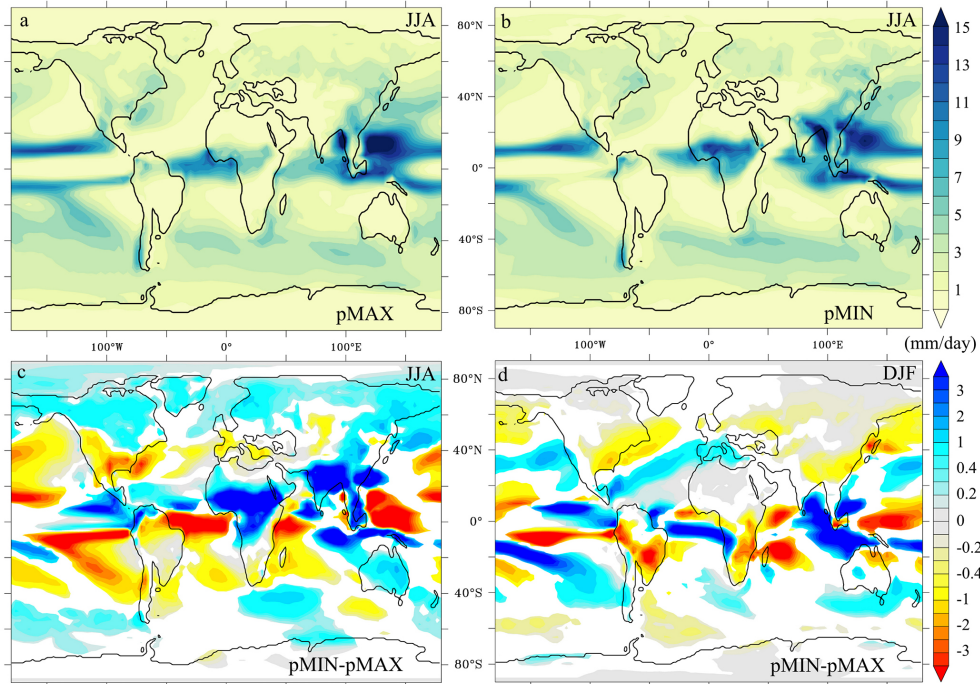 a JJA
b JJA
80°N
40°N
0°
40°S
80°S
pMAX
pMIN
15
13
11
9
7
5
3
1
(mm/day)
100°W 0° 100°E
100°W 0° 100°E
c JJA
d DJF
80°N
40°N
0°
40°S
80°S
pMIN-pMAX
pMIN-pMAX
3
2
1
0.4
0.2
0
-0.2
-0.4
-1
-2
-3